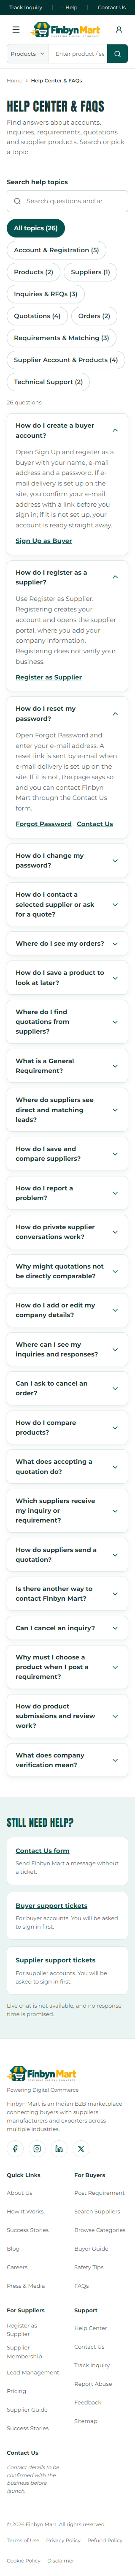 Track Inquiry
Help
Contact Us
FinbynMart
Products
Enter product / se
Home > Help Center & FAQs
HELP CENTER & FAQS
Search help for accounts,
inquiries, requirements, quotations
and supplier products. Search or
pick a topic.
Search help topics
Search questions and ar
All topics (26)
Account & Registration (5)
Products (2)
Suppliers (1)
Inquiries & RFQs (3)
Quotations (4)
Orders (2)
Requirements & Matching (3)
Supplier Account & Products (4)
Technical Support (2)
26 questions
How do I create a buyer
account?
Open Sign Up and register as a
buyer with your name, e-mail
address and a password. If e-
mail delivery is set up on the
site, you confirm your e-mail
address with a link before you
sign in; if it is not set up, your
account is ready straight away.
Sign Up as Buyer
How do I register as a
supplier?
Use Register as Supplier.
Registering creates your
account and opens the supplier
area, where you add your
company information.
Registering does not verify your
business.
Register as Supplier
How do I reset my
password?
Open Forgot Password and
enter your e-mail address. A
reset link is sent by e-mail when
e-mail delivery is set up on the
site. If it is not, the page says so
and you can contact Finbyn
Mart through the Contact Us
form.
Forgot Password
Contact Us
How do I change my
password?
How do I contact a
selected supplier or ask
for a quote?
Where do I see my orders?
How do I save a product to
look at later?
Where do I find
quotations from
suppliers?
What is a General
Requirement?
Where do suppliers see
direct and matching
leads?
How do I save and
compare suppliers?
How do I report a
problem?
How do private supplier
conversations work?
Why might quotations not
be directly comparable?
How do I add or edit my
company details?
Where can I see my
inquiries and responses?
Can I ask to cancel an
order?
How do I compare
products?
What does accepting a
quotation do?
Which suppliers receive
my inquiry or
requirement?
How do suppliers send a
quotation?
Is there another way to
contact Finbyn Mart?
Can I cancel an inquiry?
Why must I choose a
product when I post a
requirement?
How do product
submissions and review
work?
What does company
verification mean?
STILL NEED HELP?
Contact Us form
Send Finbyn Mart a message without
a ticket.
Buyer support tickets
For buyer accounts. You will be asked
to sign in first.
Supplier support tickets
For supplier accounts. You will be
asked to sign in first.
Live chat is not available, and no response
time is promised.
FinbynMart
Powering Digital Commerce
Finbyn Mart is an Indian B2B marketplace
connecting buyers with suppliers,
manufacturers and exporters across
multiple industries.
Quick Links
For Buyers
About Us
Post Requirement
How It Works
Search Suppliers
Success Stories
Browse Categories
Blog
Buyer Guide
Careers
Safety Tips
Press & Media
FAQs
For Suppliers
Support
Register as
Supplier
Help Center
Supplier
Membership
Contact Us
Lead Management
Track Inquiry
Pricing
Report Abuse
Supplier Guide
Feedback
Success Stories
Sitemap
Contact Us
Contact details to be
confirmed with the
business before
launch.
© 2026 Finbyn Mart. All rights reserved.
Terms of Use
Privacy Policy
Refund Policy
Cookie Policy
Disclaimer